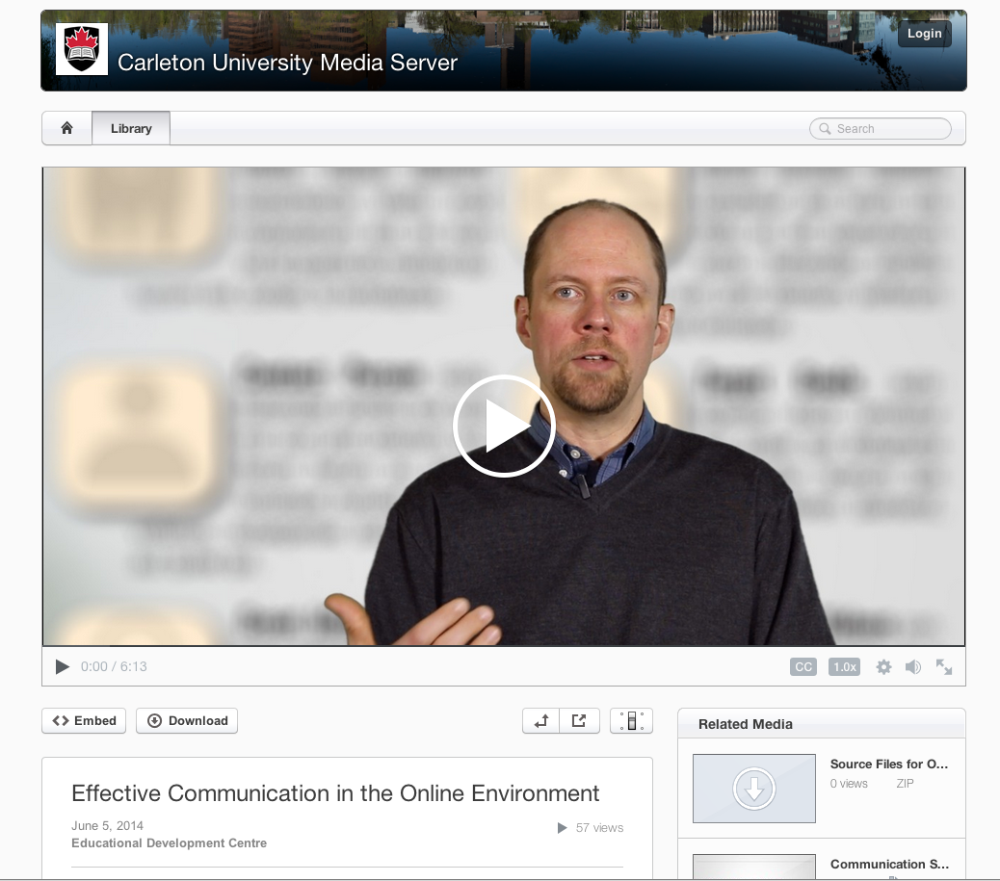 Login
Carleton University Media Server
Library
Search
0:00 / 6:13
CC
1.0x
Embed
Download
Related Media
Effective Communication in the Online Environment
June 5, 2014
57 views
Educational Development Centre
Source Files for O...
0 views ZIP
Communication S...